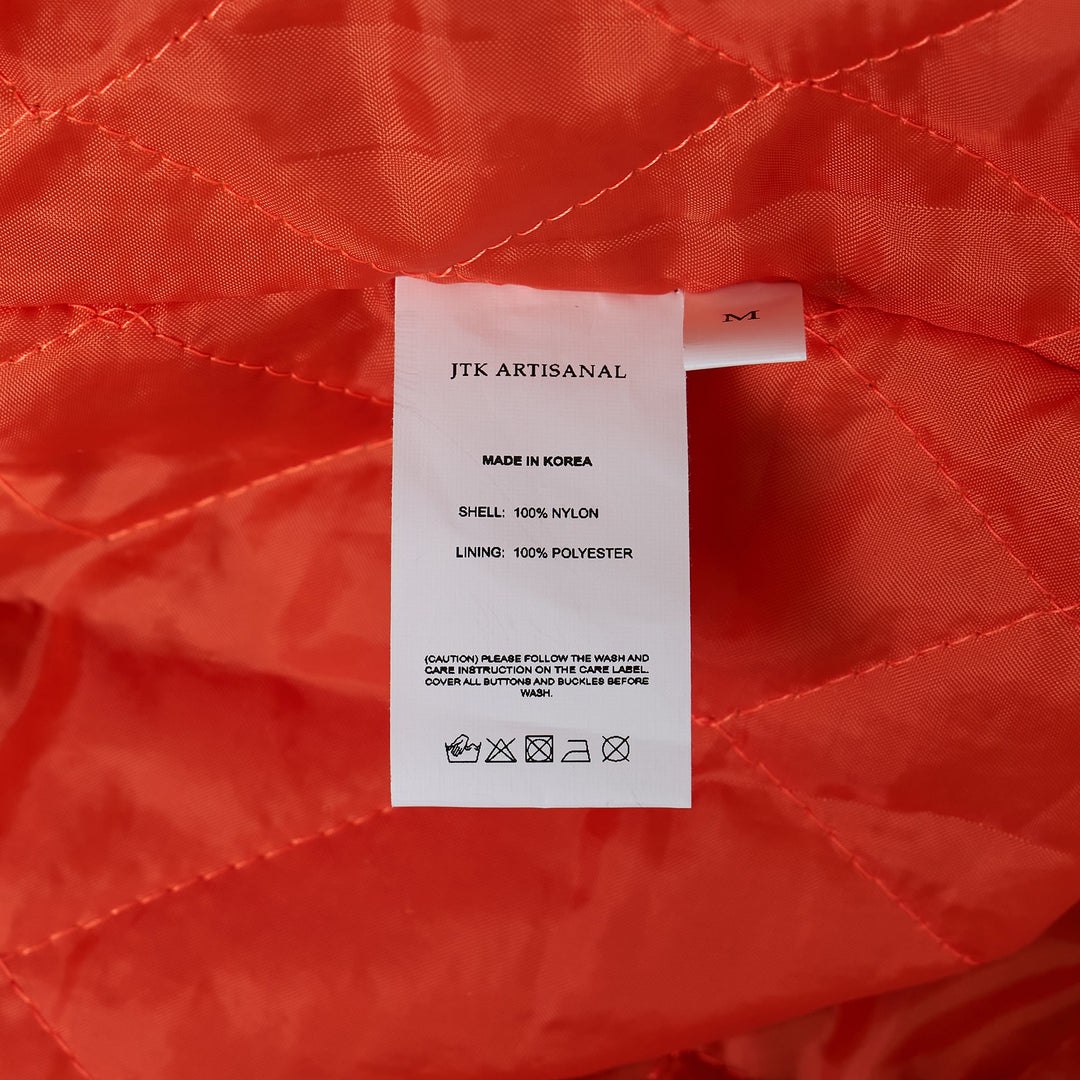 M
JTK ARTISANAL
MADE IN KOREA
SHELL: 100% NYLON
LINING: 100% POLYESTER
(CAUTION) PLEASE FOLLOW THE WASH AND
CARE INSTRUCTION ON THE CARE LABEL.
COVER ALL BUTTONS AND BUCKLES BEFORE
WASH.